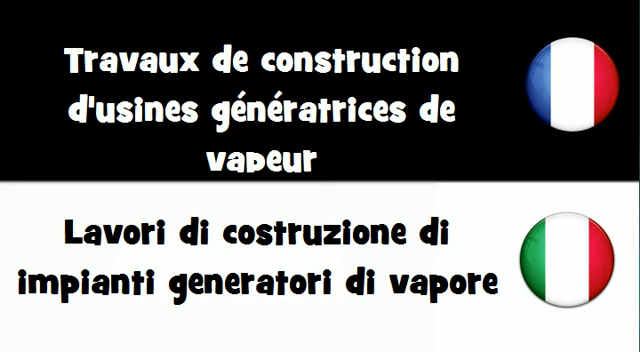 Travaux de construction
d'usines génératrices de
vapeur
Lavori di costruzione di
impianti generatori di vapore